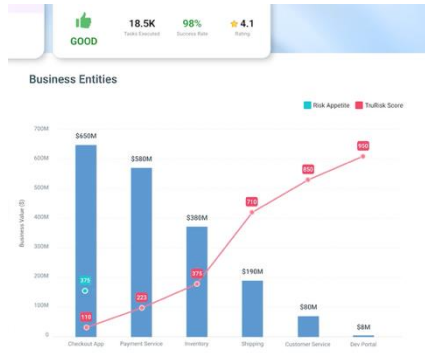 18.5K 98% 4.1
GOOD Tasks Executed Success Rate Rating
Business Entities
Risk Appetite TruRisk Score
700M
$650M
950
600M
$580M
850
500M
710
400M
$380M
Business Value ($)
300M
275
375
200M
$190M
223
100M
$80M
110
$8M
0
Checkout App Payment Service Inventory Shipping Customer Service Dev Portal